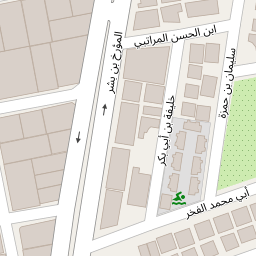 ابن الحسن المراتبي
المؤرخ بن بشر
سليمان بن حمزة
خليفة بن أبي بكر
أبي محمد الفخر